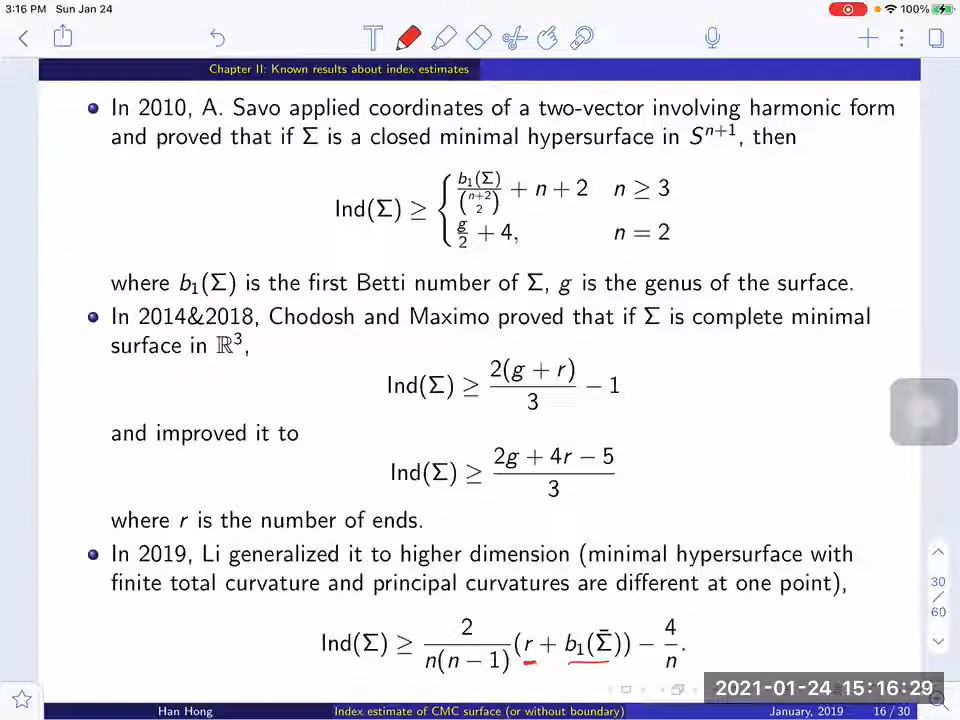 3:16 PM Sun Jan 24
100%
Chapter II: Known results about index estimates
In 2010, A. Savo applied coordinates of a two-vector involving harmonic form
and proved that if Σ is a closed minimal hypersurface in Sⁿ⁺¹, then
Ind(Σ) ≥ { b₁(Σ) / (n+2 2) + n + 2 n ≥ 3
g/2 + 4, n = 2
where b₁(Σ) is the first Betti number of Σ, g is the genus of the surface.
In 2014&2018, Chodosh and Maximo proved that if Σ is complete minimal
surface in ℝ³,
Ind(Σ) ≥ 2(g + r)/3 − 1
and improved it to
Ind(Σ) ≥ 2g + 4r − 5/3
where r is the number of ends.
In 2019, Li generalized it to higher dimension (minimal hypersurface with
finite total curvature and principal curvatures are different at one point),
Ind(Σ) ≥ 2/n(n − 1) (r + b₁(Σ̄)) − 4/n.
30
/
60
2021-01-24 15:16:29
Han Hong Index estimate of CMC surface (or without boundary) January, 2019 16 / 30